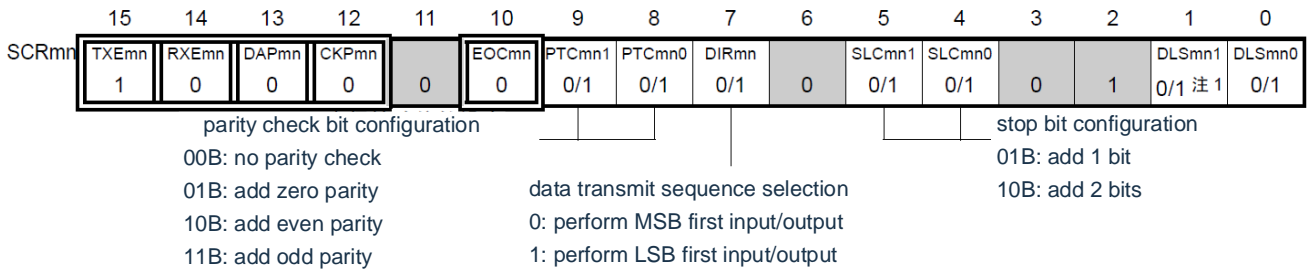 15 14 13 12 11 10 9 8 7 6 5 4 3 2 1 0
SCRmn TXEmn RXEmn DAPmn CKPmn EOCmn PTCmn1 PTCmn0 DIRmn SLCmn1 SLCmn0 DLSmn1 DLSmn0
1 0 0 0 0 0 0/1 0/1 0/1 0 0/1 0/1 0 1 0/1 注 1 0/1
parity check bit configuration
00B: no parity check
01B: add zero parity
10B: add even parity
11B: add odd parity
data transmit sequence selection
0: perform MSB first input/output
1: perform LSB first input/output
stop bit configuration
01B: add 1 bit
10B: add 2 bits